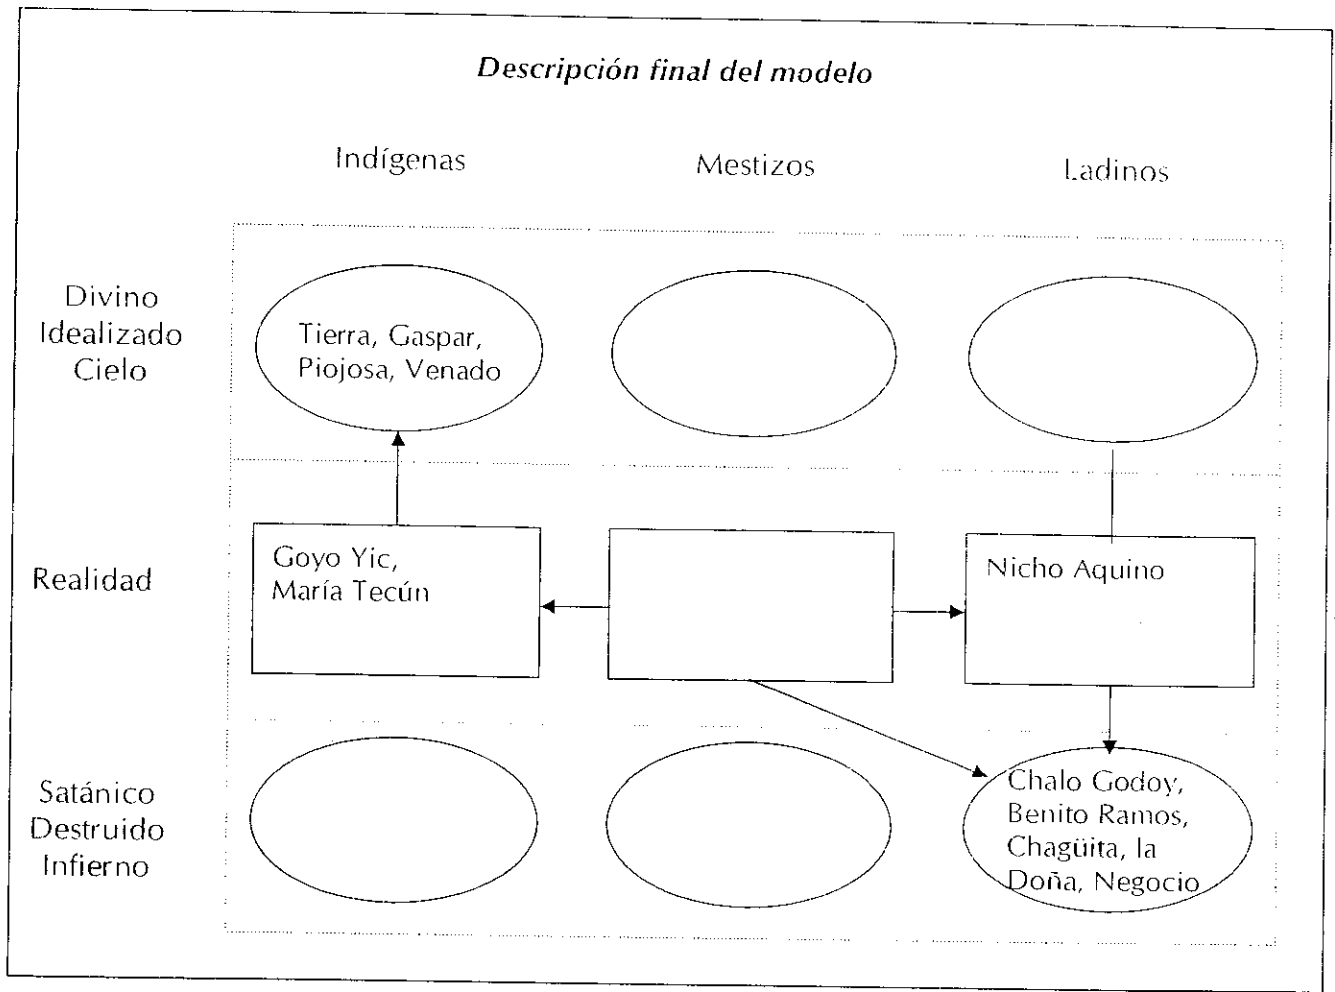 Descripción final del modelo
Indígenas
Mestizos
Ladinos
Divino
Idealizado
Cielo
Tierra, Gaspar,
Piojosa, Venado
Realidad
Goyo Yic,
María Tecún
Nicho Aquino
Satánico
Destruido
Infierno
Chalo Godoy,
Benito Ramos,
Chagüita, la
Doña, Negocio